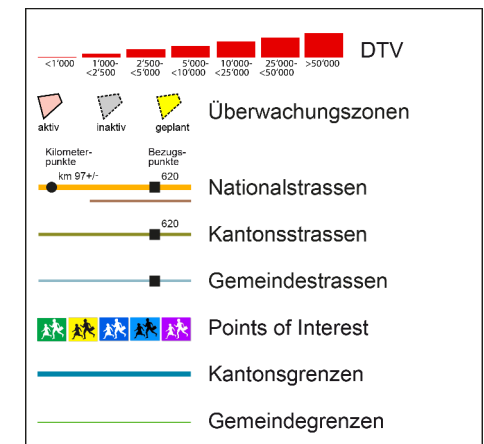 DTV
<1'000 1'000- 2'500- 5'000- 10'000- 25'000- >50'000
<2'500 <5'000 <10'000 <25'000 <50'000
Überwachungszonen
aktiv inaktiv geplant
Kilometer- Bezugs-
punkte punkte
km 97+/- 620
Nationalstrassen
620
Kantonsstrassen
Gemeindestrassen
Points of Interest
Kantonsgrenzen
Gemeindegrenzen